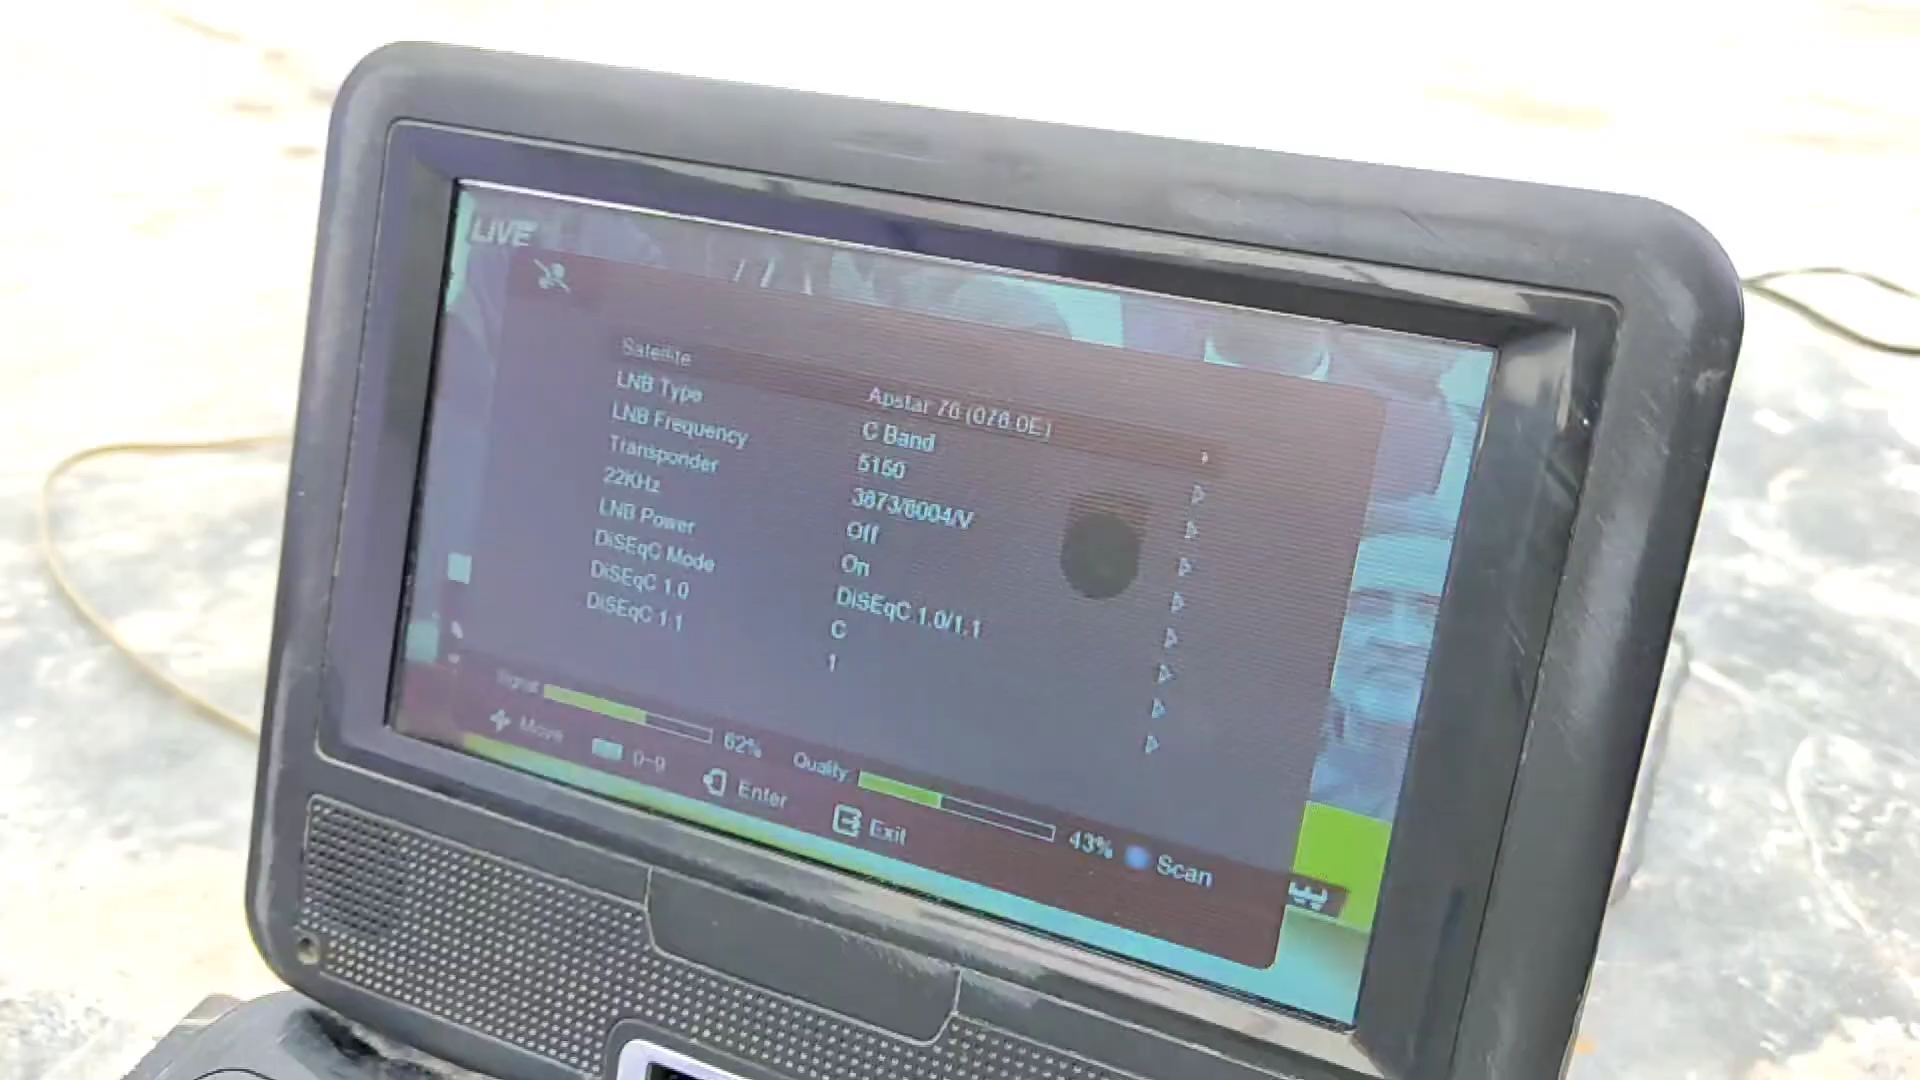 LIVE
Satellite Apstar 76 (076.0E)
LNB Type C Band
LNB Frequency 5150
Transponder 3873/8004/V
22KHz Off
LNB Power On
DiSEqC Mode DiSEqC 1.0/1.1
DiSEqC 1.0 C
DiSEqC 1.1 1
Signal 62% Quality 43%
Move 0-9 Enter Exit Scan